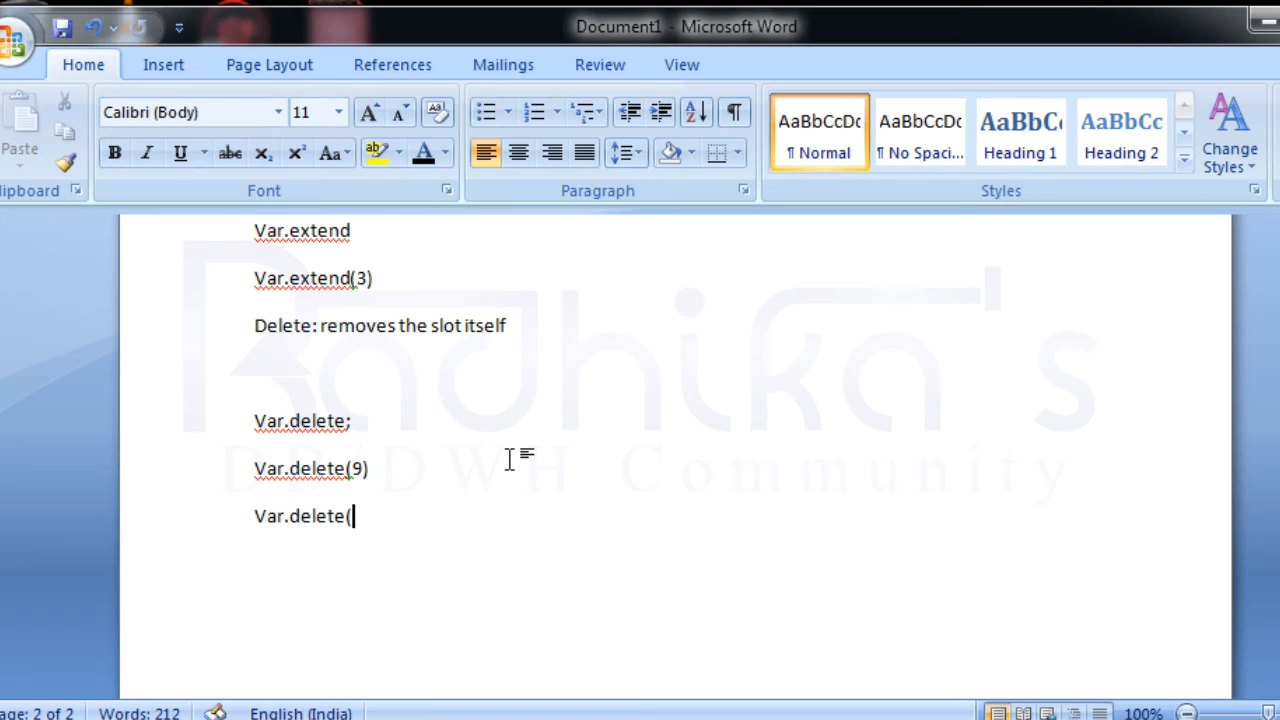 Document1 - Microsoft Word
Home Insert Page Layout References Mailings Review View
Calibri (Body) 11
AaBbCcDc AaBbCcDc AaBbC AaBbCc
Paste
¶ Normal ¶ No Spaci... Heading 1 Heading 2 Change Styles
lipboard Font Paragraph Styles
Var.extend
Var.extend(3)
Delete: removes the slot itself
Var.delete;
Var.delete(9)
Var.delete(
Radhika's
DB/DWH Community
age: 2 of 2 Words: 212 English (India) 100%